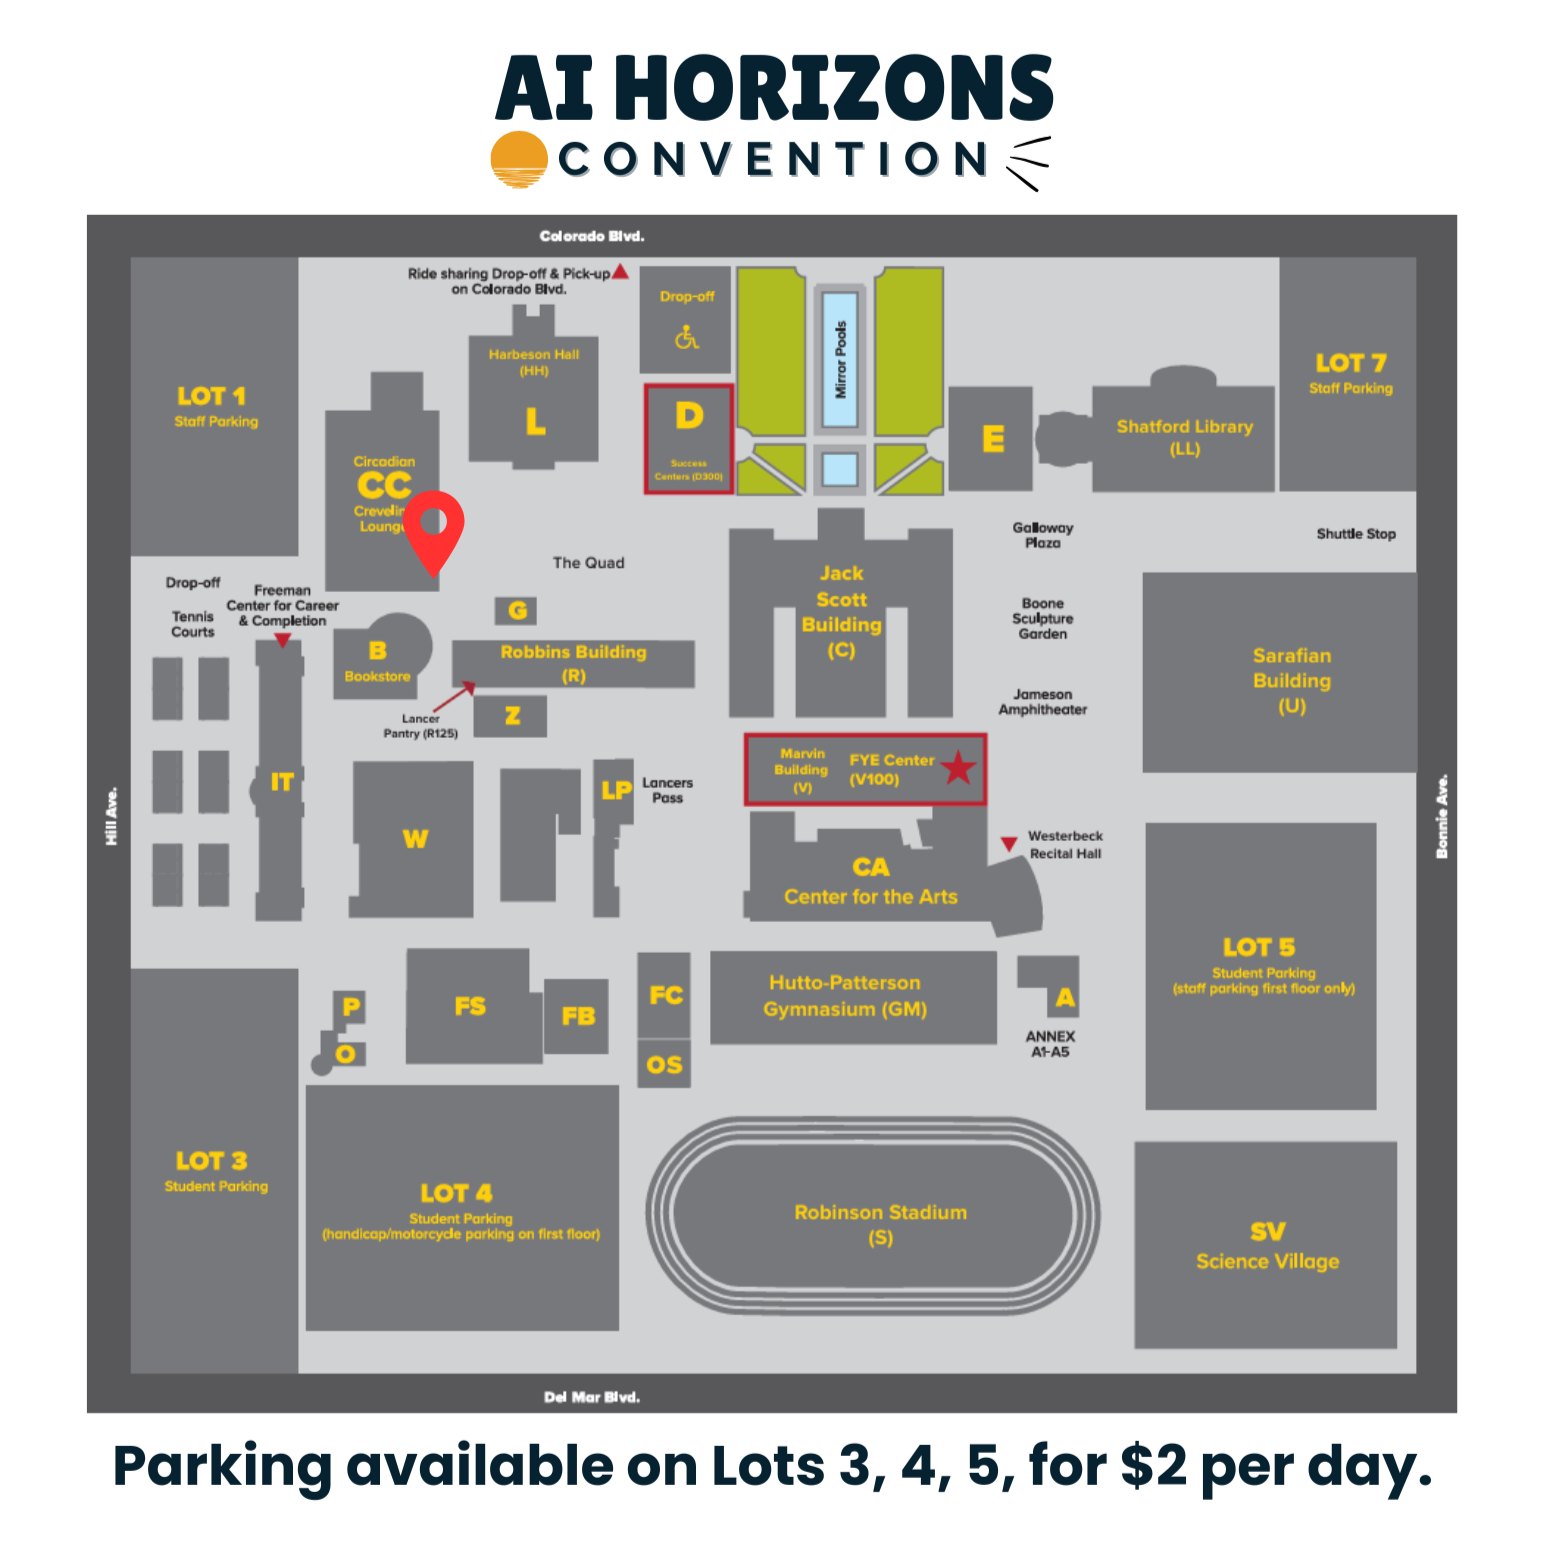 AI HORIZONS
CONVENTION
Colorado Blvd.
Ride sharing Drop-off & Pick-up
on Colorado Blvd.
Drop-off
LOT 1
Staff Parking
Harbeson Hall
(HH)
L
D
Success
Centers (D300)
Mirror Pools
E
Shatford Library
(LL)
LOT 7
Staff Parking
Circadian
CC
Lounge
The Quad
Galloway
Plaza
Shuttle Stop
Drop-off
Tennis
Courts
Freeman
Center for Career
& Completion
G
Jack
Scott
Building
(C)
Boone
Sculpture
Garden
B
Bookstore
Robbins Building
(R)
Sarafian
Building
(U)
Jameson
Amphitheater
Lancer
Pantry (R125)
Z
Marvin
Building
(V)
FYE Center
(V100)
IT
LP
Lancers
Pass
Hill Ave.
Bonnie Ave.
W
Westerbeck
Recital Hall
CA
Center for the Arts
LOT 5
Student Parking
(staff parking first floor only)
P
O
FS
FB
FC
OS
Hutto-Patterson
Gymnasium (GM)
A
ANNEX
A1-A5
LOT 3
Student Parking
LOT 4
Student Parking
(handicap/motorcycle parking on first floor)
Robinson Stadium
(S)
SV
Science Village
Del Mar Blvd.
Parking available on Lots 3, 4, 5, for $2 per day.